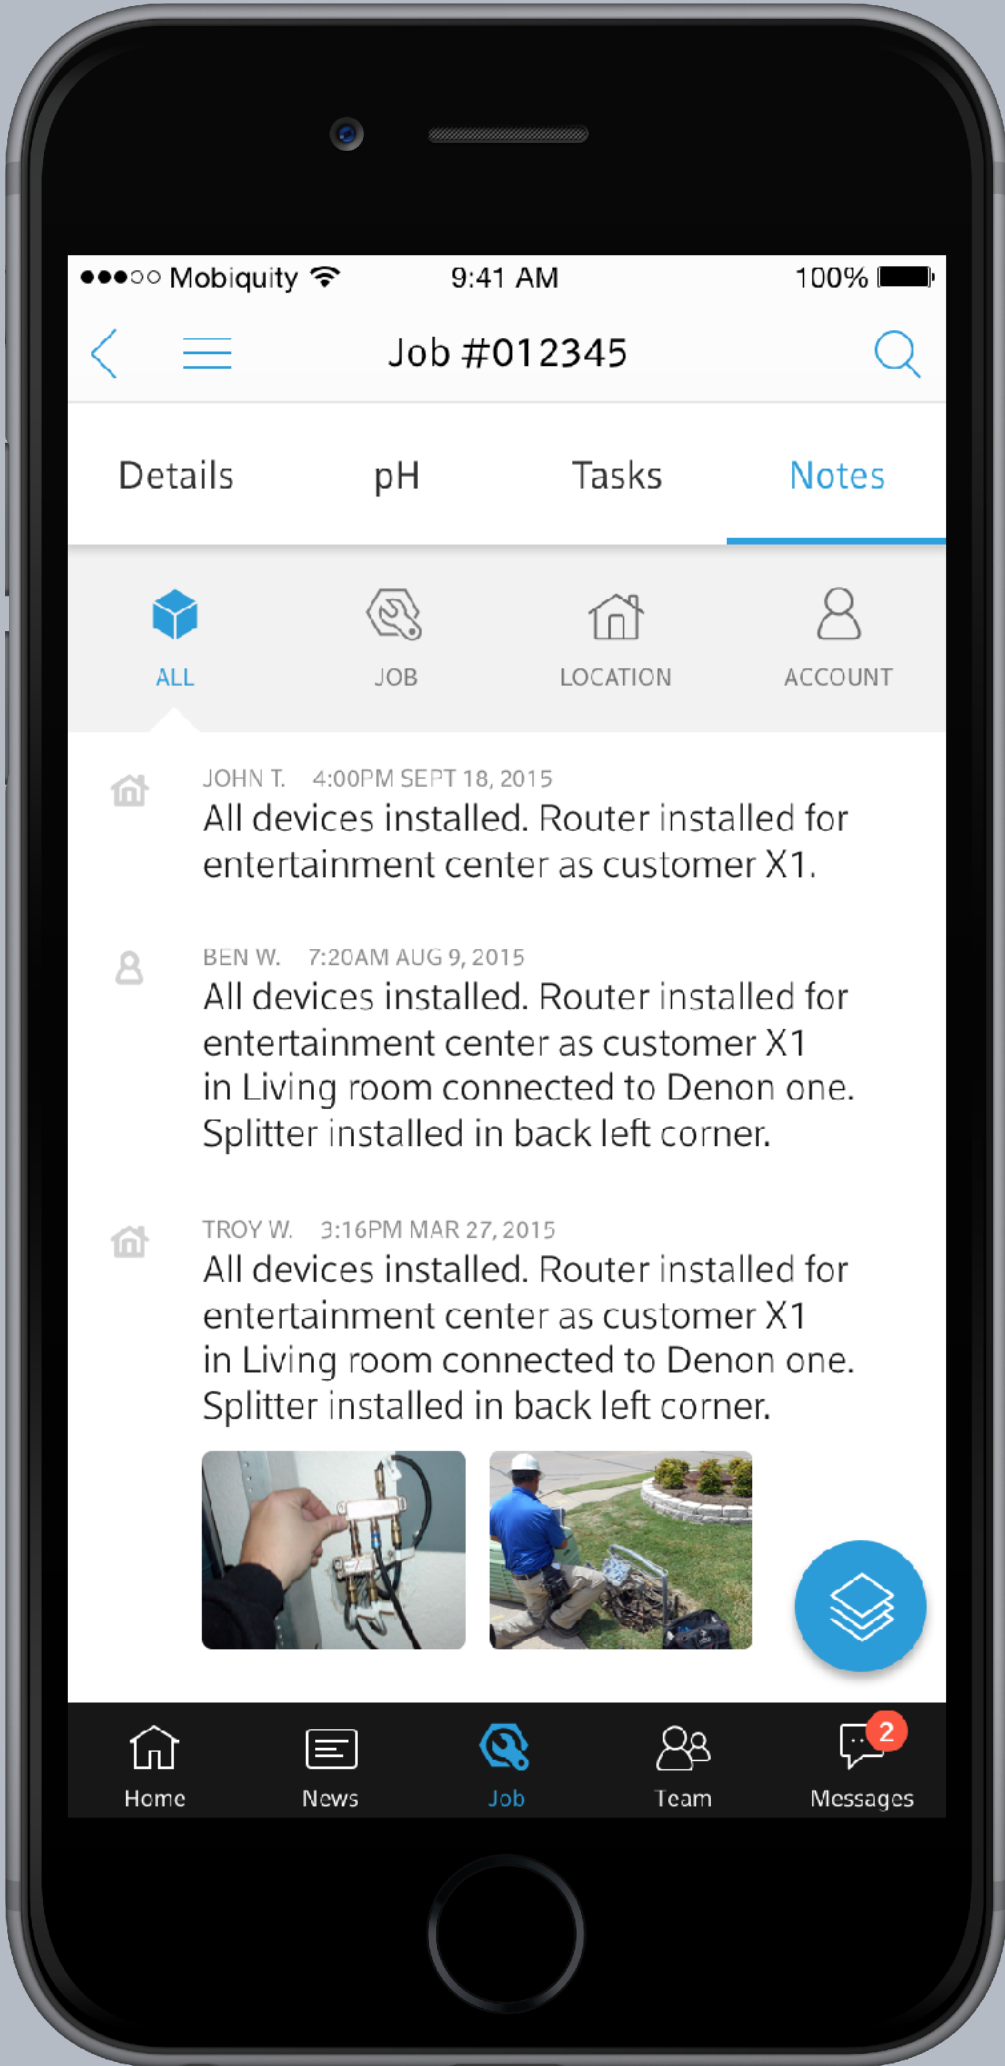 Mobiquity 9:41 AM 100%
Job #012345
Details pH Tasks Notes
ALL JOB LOCATION ACCOUNT
JOHN T. 4:00PM SEPT 18, 2015
All devices installed. Router installed for
entertainment center as customer X1.
BEN W. 7:20AM AUG 9, 2015
All devices installed. Router installed for
entertainment center as customer X1
in Living room connected to Denon one.
Splitter installed in back left corner.
TROY W. 3:16PM MAR 27, 2015
All devices installed. Router installed for
entertainment center as customer X1
in Living room connected to Denon one.
Splitter installed in back left corner.
2
Home News Job Team Messages